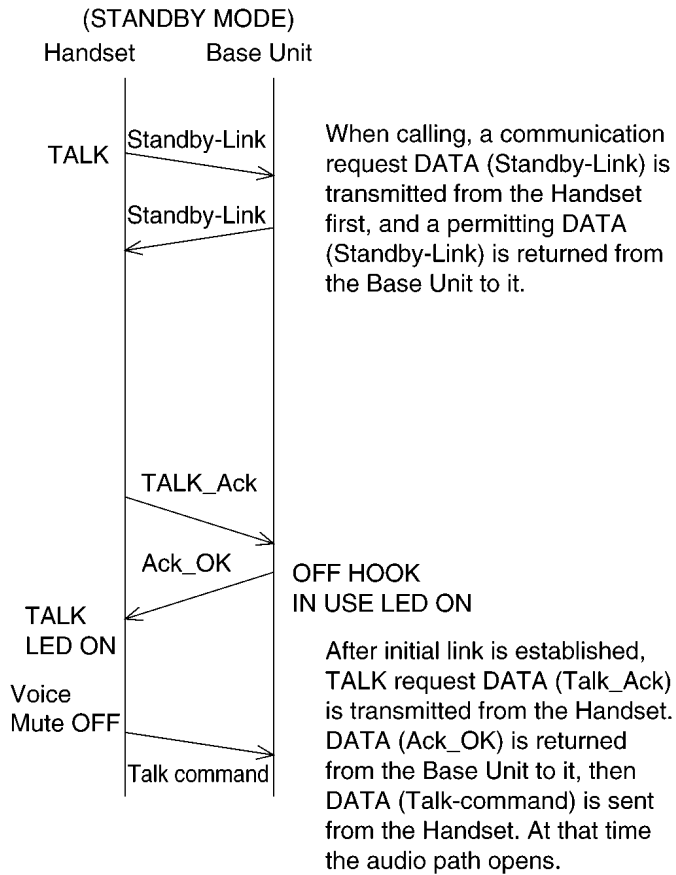 (STANDBY MODE)
Handset Base Unit
Standby-Link
TALK
When calling, a communication
request DATA (Standby-Link) is
transmitted from the Handset
first, and a permitting DATA
(Standby-Link) is returned from
the Base Unit to it.
Standby-Link
TALK_Ack
Ack_OK
OFF HOOK
IN USE LED ON
TALK
LED ON
Voice
Mute OFF
Talk command
After initial link is established,
TALK request DATA (Talk_Ack)
is transmitted from the Handset.
DATA (Ack_OK) is returned
from the Base Unit to it, then
DATA (Talk-command) is sent
from the Handset. At that time
the audio path opens.